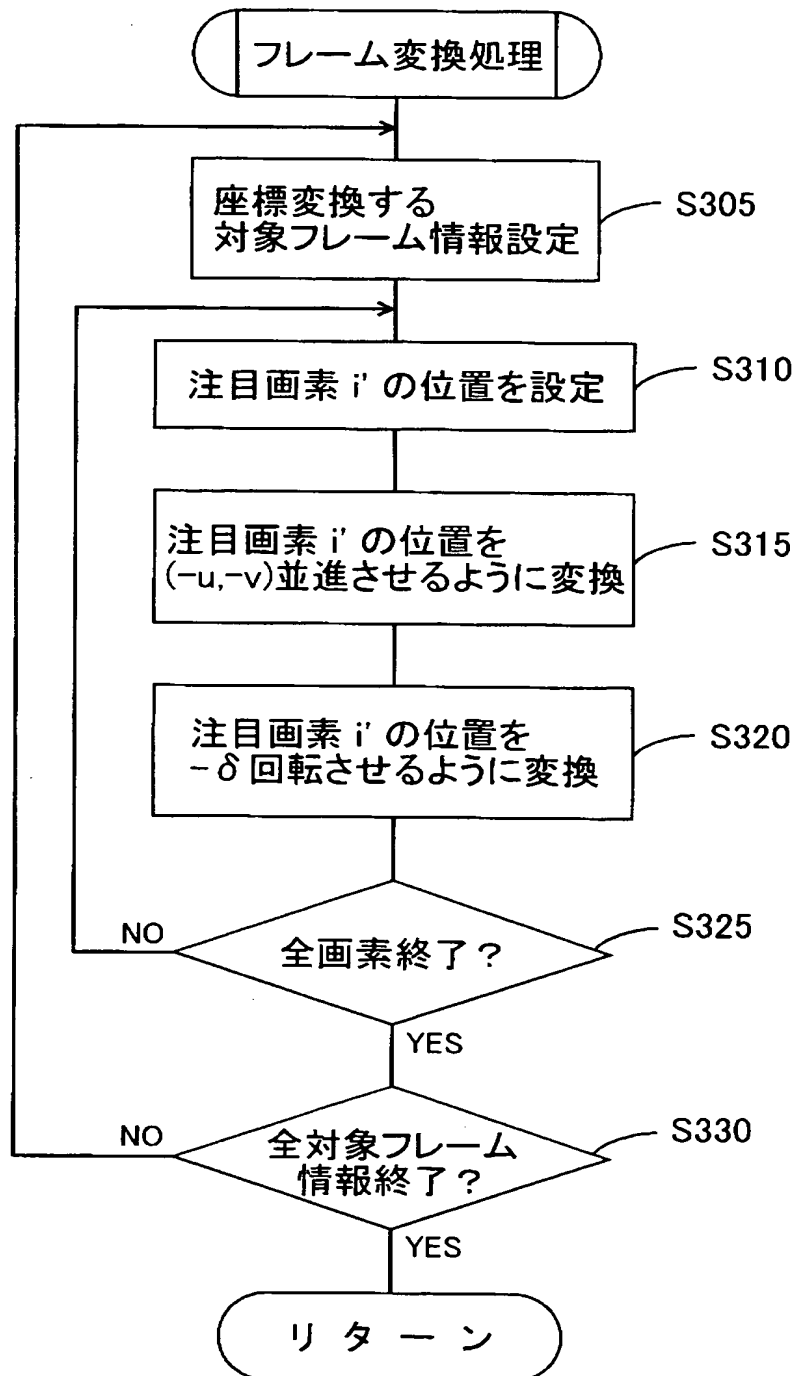 フレーム変換処理
座標変換する
対象フレーム情報設定
S305
注目画素 i' の位置を設定
S310
注目画素 i' の位置を
(-u,-v)並進させるように変換
S315
注目画素 i' の位置を
-δ回転させるように変換
S320
全画素終了?
S325
NO
YES
全対象フレーム
情報終了?
S330
NO
YES
リターン